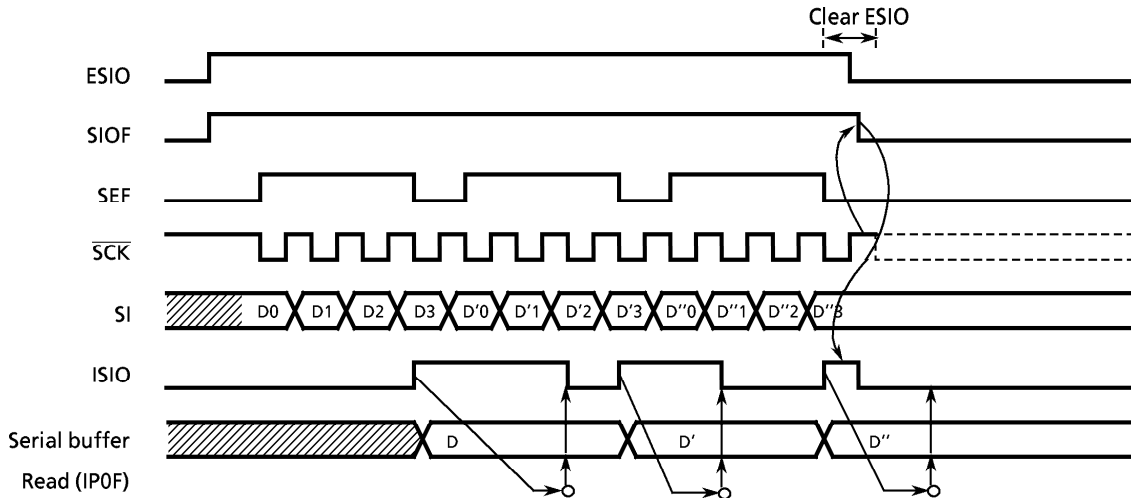 Clear ESIO
ESIO
SIOF
SEF
SCK
SI D0 D1 D2 D3 D'0 D'1 D'2 D'3 D''0 D''1 D''2 D''3
ISIO
Serial buffer D D' D''
Read (IP0F)